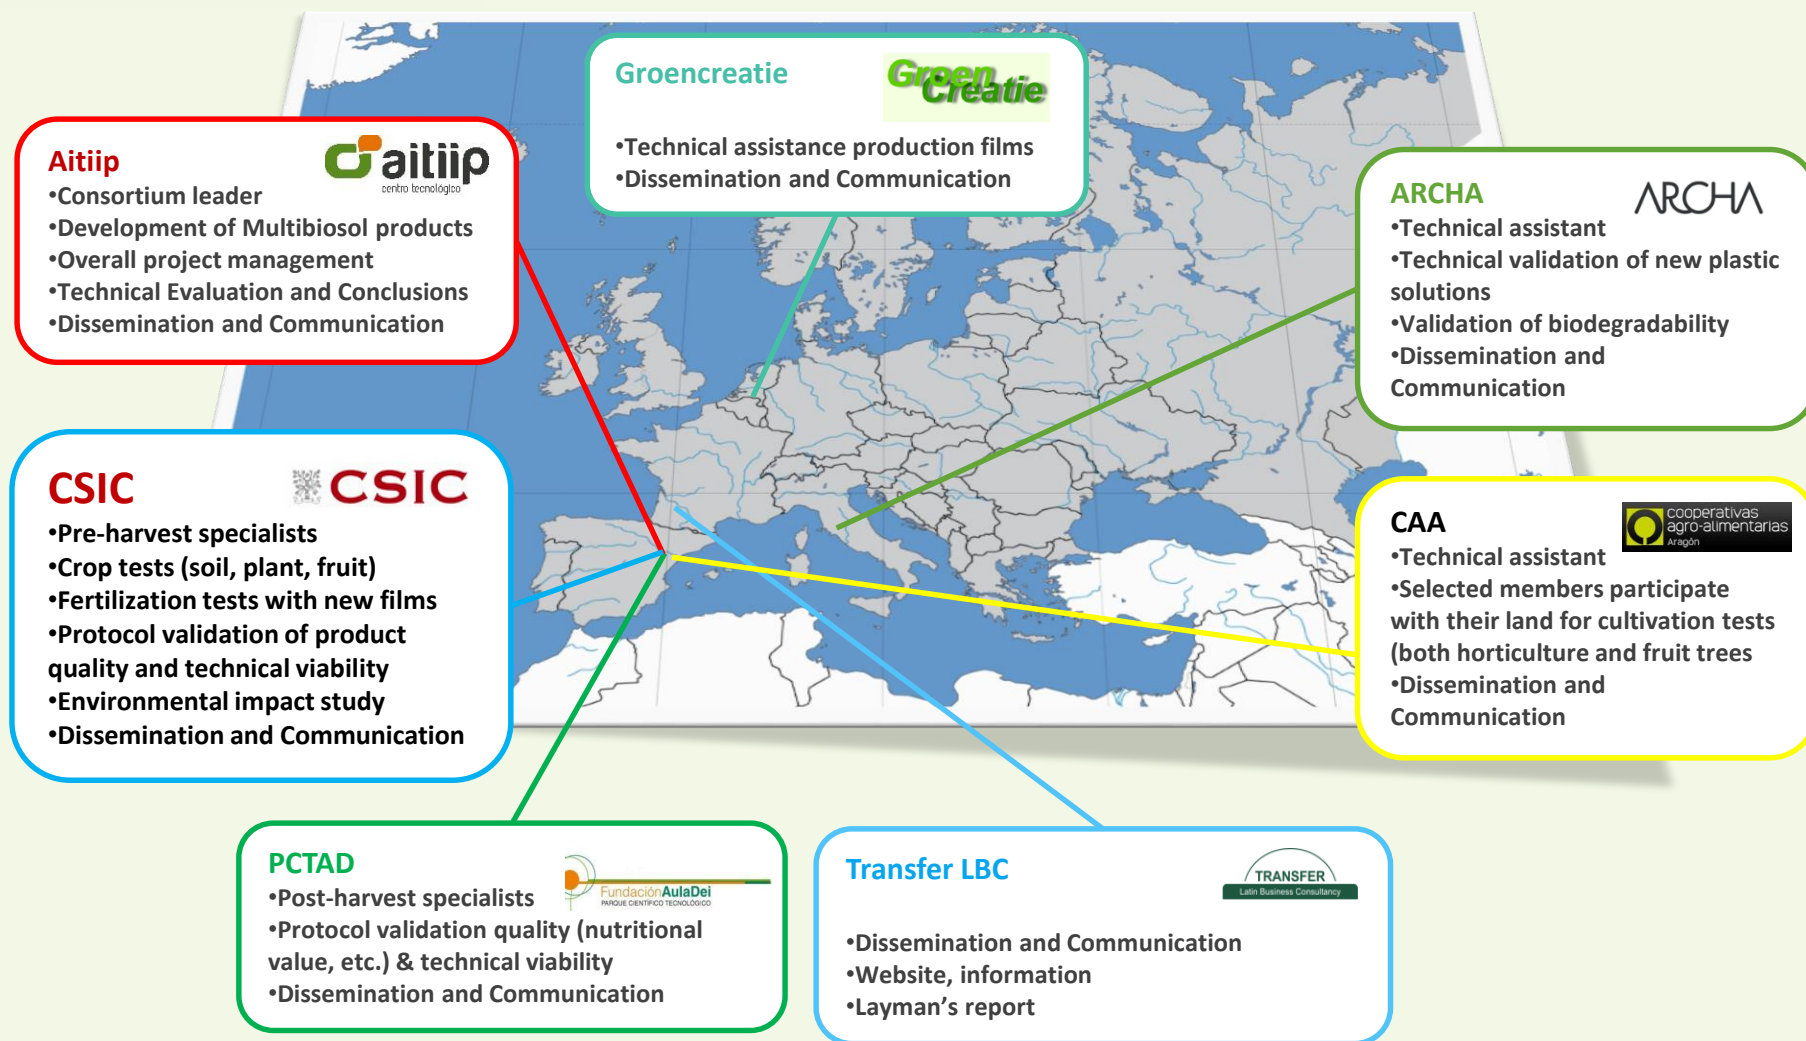 Groencreatie
Groen
Creatie
•Technical assistance production films
•Dissemination and Communication
Aitiip
aitiip
centro tecnológico
•Consortium leader
•Development of Multibiosol products
•Overall project management
•Technical Evaluation and Conclusions
•Dissemination and Communication
ARCHA
ARCHA
•Technical assistant
•Technical validation of new plastic
solutions
•Validation of biodegradability
•Dissemination and
Communication
CSIC
CSIC
•Pre-harvest specialists
•Crop tests (soil, plant, fruit)
•Fertilization tests with new films
•Protocol validation of product
quality and technical viability
•Environmental impact study
•Dissemination and Communication
CAA
cooperativas
agro-alimentarias
Aragón
•Technical assistant
•Selected members participate
with their land for cultivation tests
(both horticulture and fruit trees
•Dissemination and
Communication
PCTAD
FundaciónAulaDei
PARQUE CIENTÍFICO TECNOLÓGICO
•Post-harvest specialists
•Protocol validation quality (nutritional
value, etc.) & technical viability
•Dissemination and Communication
Transfer LBC
TRANSFER
Latin Business Consultancy
•Dissemination and Communication
•Website, information
•Layman’s report